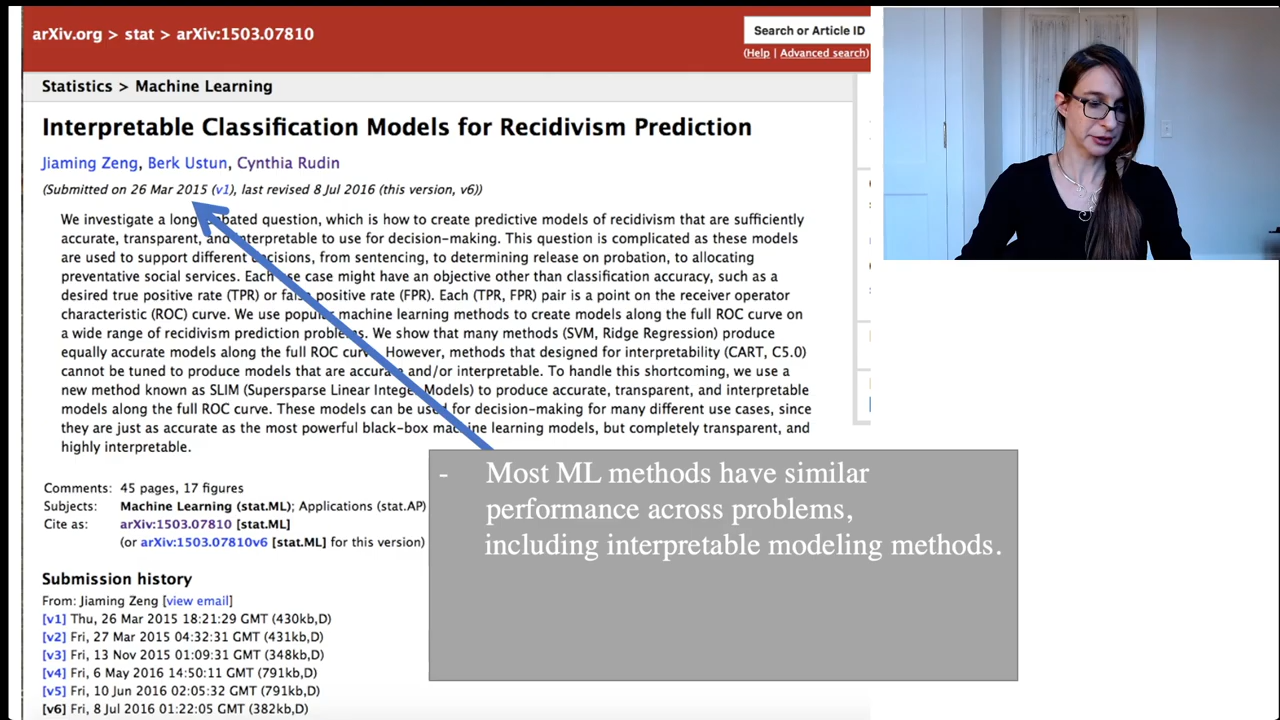 arXiv.org > stat > arXiv:1503.07810
Search or Article ID
(Help | Advanced search)
Statistics > Machine Learning
Interpretable Classification Models for Recidivism Prediction
Jiaming Zeng, Berk Ustun, Cynthia Rudin
(Submitted on 26 Mar 2015 (v1), last revised 8 Jul 2016 (this version, v6))
We investigate a long debated question, which is how to create predictive models of recidivism that are sufficiently
accurate, transparent, and interpretable to use for decision-making. This question is complicated as these models
are used to support different decisions, from sentencing, to determining release on probation, to allocating
preventative social services. Each use case might have an objective other than classification accuracy, such as a
desired true positive rate (TPR) or false positive rate (FPR). Each (TPR, FPR) pair is a point on the receiver operator
characteristic (ROC) curve. We use popular machine learning methods to create models along the full ROC curve on
a wide range of recidivism prediction problems. We show that many methods (SVM, Ridge Regression) produce
equally accurate models along the full ROC curve. However, methods that designed for interpretability (CART, C5.0)
cannot be tuned to produce models that are accurate and/or interpretable. To handle this shortcoming, we use a
new method known as SLIM (Supersparse Linear Integer Models) to produce accurate, transparent, and interpretable
models along the full ROC curve. These models can be used for decision-making for many different use cases, since
they are just as accurate as the most powerful black-box machine learning models, but completely transparent, and
highly interpretable.
Comments: 45 pages, 17 figures
Subjects: Machine Learning (stat.ML); Applications (stat.AP)
Cite as: arXiv:1503.07810 [stat.ML]
(or arXiv:1503.07810v6 [stat.ML] for this version)
- Most ML methods have similar
performance across problems,
including interpretable modeling methods.
Submission history
From: Jiaming Zeng [view email]
[v1] Thu, 26 Mar 2015 18:21:29 GMT (430kb,D)
[v2] Fri, 27 Mar 2015 04:32:31 GMT (431kb,D)
[v3] Fri, 13 Nov 2015 01:09:31 GMT (348kb,D)
[v4] Fri, 6 May 2016 14:50:11 GMT (791kb,D)
[v5] Fri, 10 Jun 2016 02:05:32 GMT (791kb,D)
[v6] Fri, 8 Jul 2016 01:22:05 GMT (382kb,D)